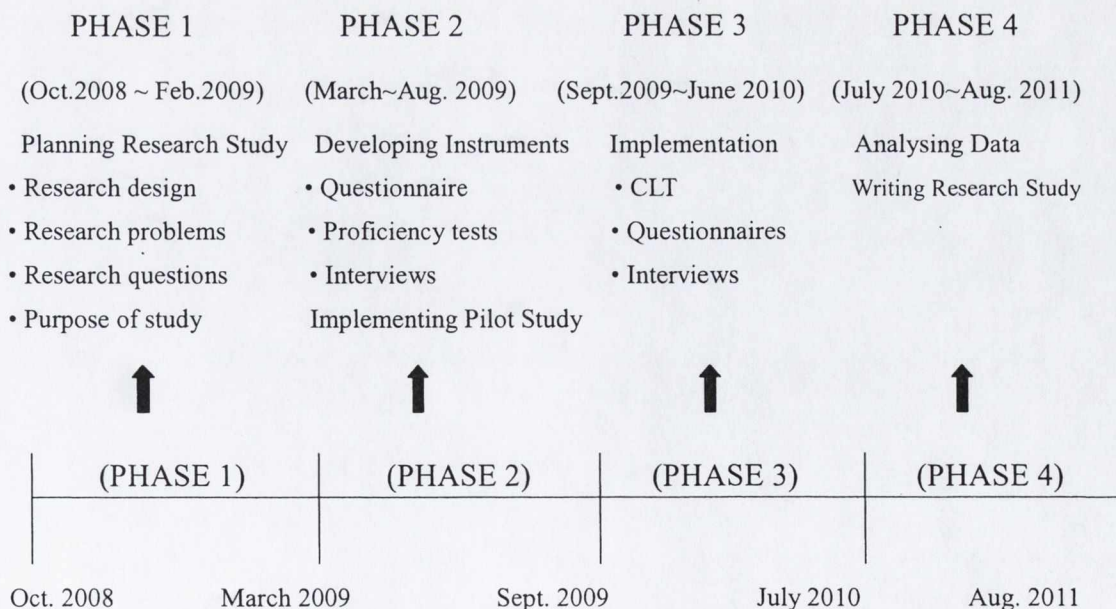 PHASE 1 PHASE 2 PHASE 3 PHASE 4
(Oct.2008 ~ Feb.2009) (March~Aug. 2009) (Sept.2009~June 2010) (July 2010~Aug. 2011)
Planning Research Study Developing Instruments Implementation Analysing Data
• Research design • Questionnaire • CLT Writing Research Study
• Research problems • Proficiency tests • Questionnaires
• Research questions • Interviews • Interviews
• Purpose of study Implementing Pilot Study
(PHASE 1) (PHASE 2) (PHASE 3) (PHASE 4)
Oct. 2008 March 2009 Sept. 2009 July 2010 Aug. 2011